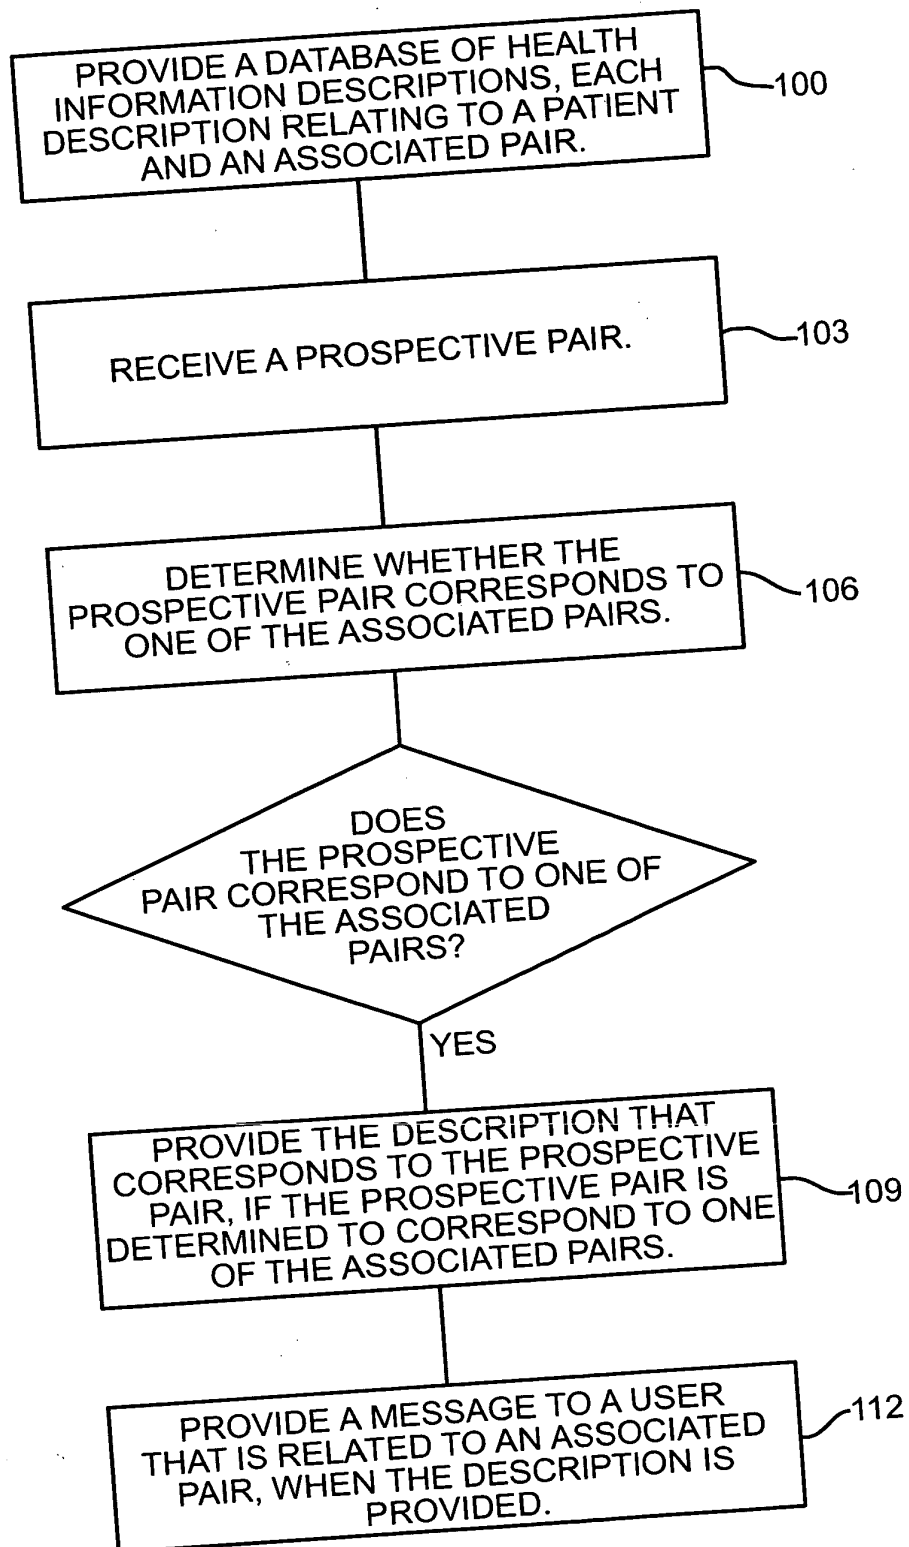 PROVIDE A DATABASE OF HEALTH
INFORMATION DESCRIPTIONS, EACH
DESCRIPTION RELATING TO A PATIENT
AND AN ASSOCIATED PAIR.
100
RECEIVE A PROSPECTIVE PAIR.
103
DETERMINE WHETHER THE
PROSPECTIVE PAIR CORRESPONDS TO
ONE OF THE ASSOCIATED PAIRS.
106
DOES
THE PROSPECTIVE
PAIR CORRESPOND TO ONE OF
THE ASSOCIATED
PAIRS?
YES
PROVIDE THE DESCRIPTION THAT
CORRESPONDS TO THE PROSPECTIVE
PAIR, IF THE PROSPECTIVE PAIR IS
DETERMINED TO CORRESPOND TO ONE
OF THE ASSOCIATED PAIRS.
109
PROVIDE A MESSAGE TO A USER
THAT IS RELATED TO AN ASSOCIATED
PAIR, WHEN THE DESCRIPTION IS
PROVIDED.
112